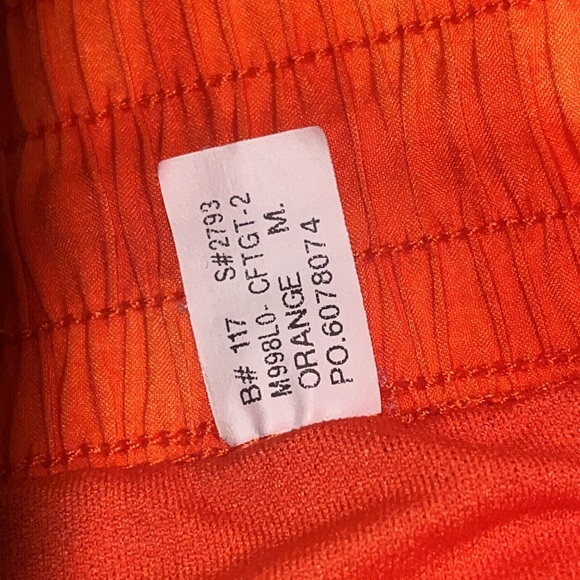 B# 117 S#2793
M998L0- CFTGT-2
ORANGE M.
PO.6078074